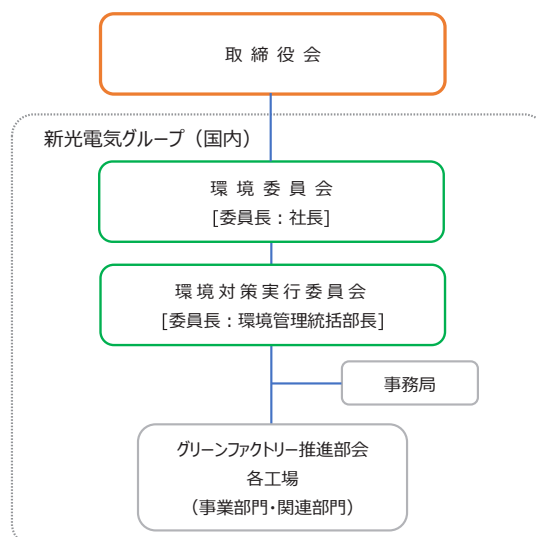 取締役会
新光電気グループ（国内）
環境委員会
[委員長：社長]
環境対策実行委員会
[委員長：環境管理統括部長]
事務局
グリーンファクトリー推進部会
各工場
（事業部門・関連部門）